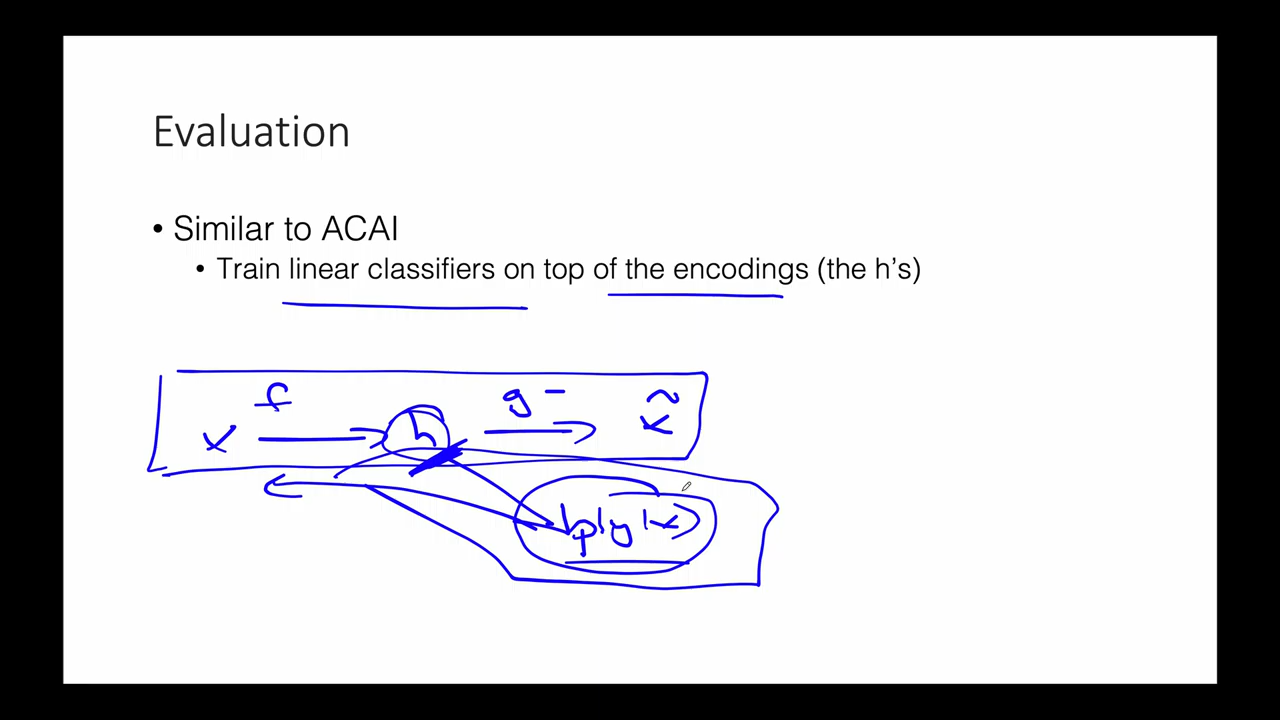 Evaluation
• Similar to ACAI
• Train linear classifiers on top of the encodings (the h's)
f g
x h x̃
p(y|x)